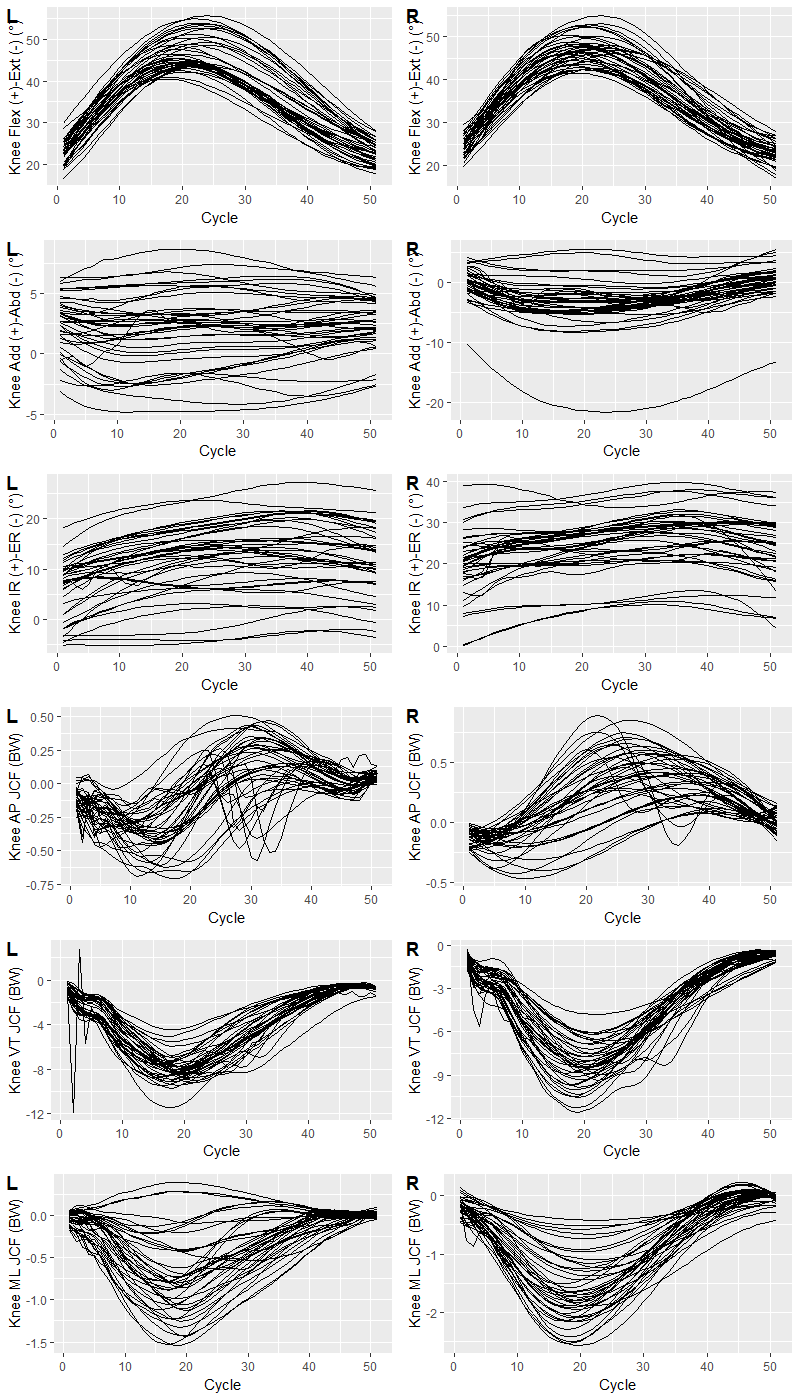 L
Knee Flex (+)-Ext (-) (°)
50
40
30
20
0 10 20 30 40 50
Cycle
R
Knee Flex (+)-Ext (-) (°)
50
40
30
20
0 10 20 30 40 50
Cycle
L
Knee Add (+)-Abd (-) (°)
5
0
-5
0 10 20 30 40 50
Cycle
R
Knee Add (+)-Abd (-) (°)
0
-10
-20
0 10 20 30 40 50
Cycle
L
Knee IR (+)-ER (-) (°)
20
10
0
0 10 20 30 40 50
Cycle
R
Knee IR (+)-ER (-) (°)
40
30
20
10
0
0 10 20 30 40 50
Cycle
L
Knee AP JCF (BW)
0.50
0.25
0.00
-0.25
-0.50
-0.75
0 10 20 30 40 50
Cycle
R
Knee AP JCF (BW)
0.5
0.0
-0.5
0 10 20 30 40 50
Cycle
L
Knee VT JCF (BW)
0
-4
-8
-12
0 10 20 30 40 50
Cycle
R
Knee VT JCF (BW)
0
-3
-6
-9
-12
0 10 20 30 40 50
Cycle
L
Knee ML JCF (BW)
0.0
-0.5
-1.0
-1.5
0 10 20 30 40 50
Cycle
R
Knee ML JCF (BW)
0
-1
-2
0 10 20 30 40 50
Cycle